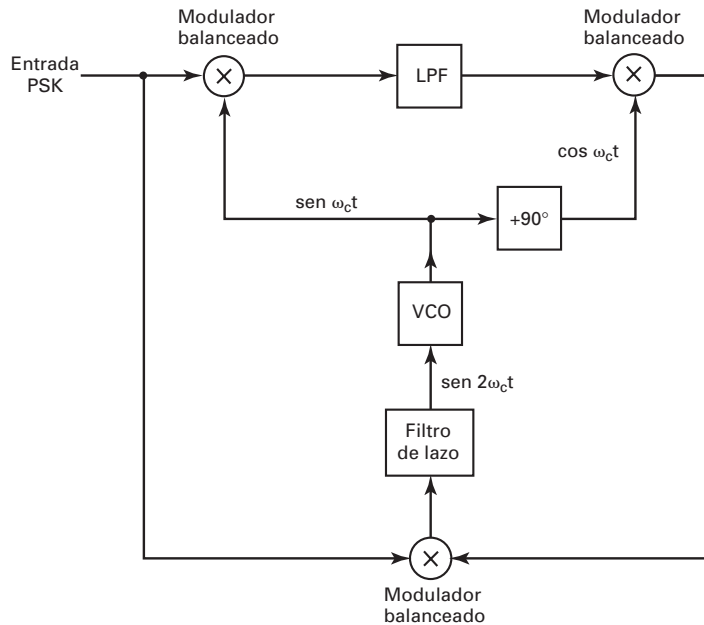 Modulador
balanceado
Modulador
balanceado
Entrada
PSK
LPF
cos ωct
sen ωct
+90°
VCO
sen 2ωct
Filtro
de lazo
Modulador
balanceado